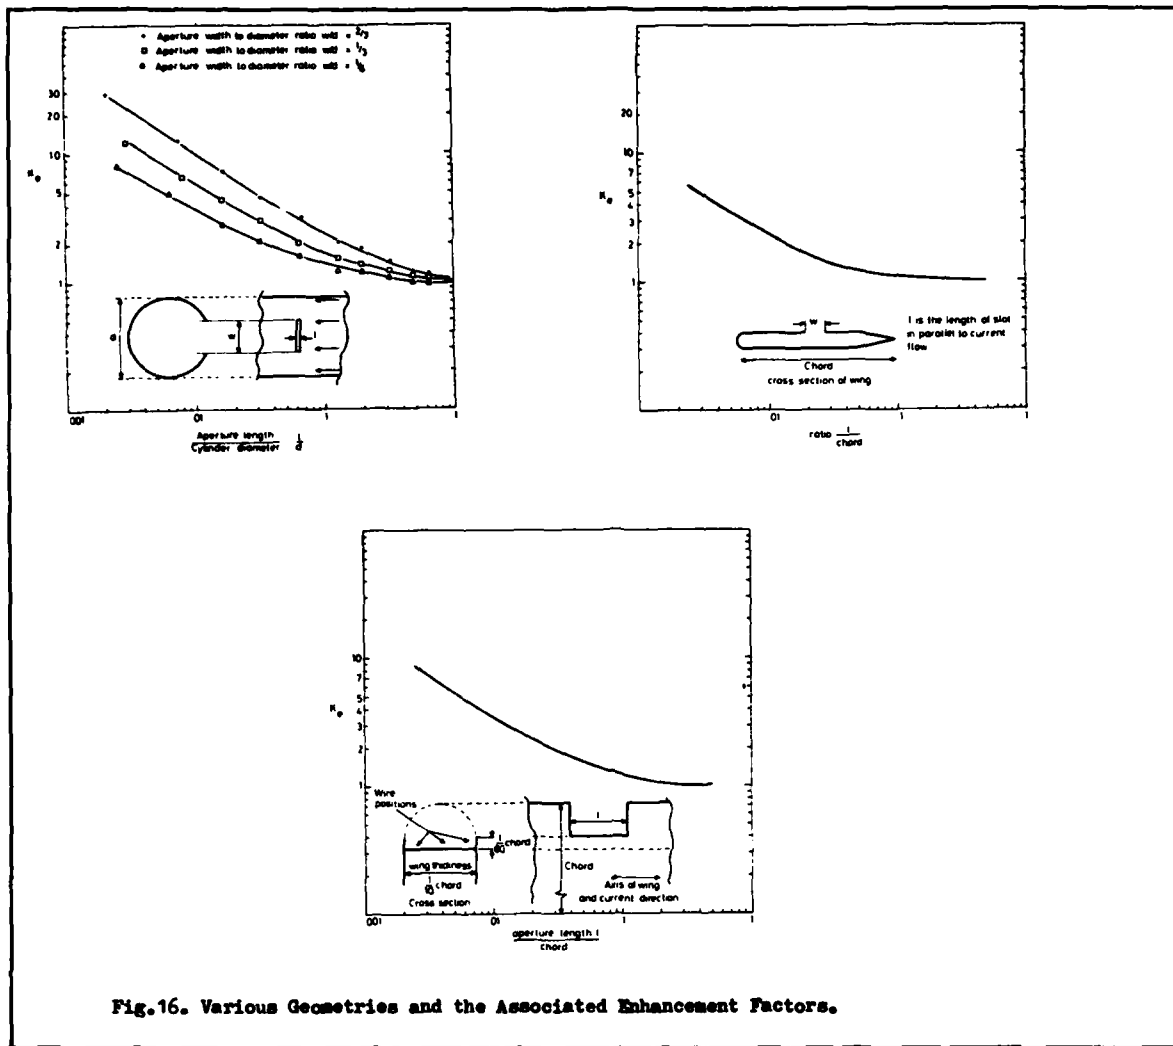 • Aperture width to diameter ratio w/d = 2/3
□ Aperture width to diameter ratio w/d = 1/3
Aperture width to diameter ratio w/d =
30
20
10
5
2
1
Ke
d
w
l
001
01
1
1
Aperture length
Cylinder diameter
l
d
10
7
5
4
3
2
1
Ke
w
l is the length of slot
in parallel to current
flow
Chord
cross section of wing
01
1
1
ratio l
chord
10
7
5
4
3
2
1
Ke
Wire
positions
chord
wing thickness
chord
Cross section
l
Chord
Axis of wing
and current direction
001
01
1
1
aperture length l
chord
Fig.16. Various Geometries and the Associated Enhancement Factors.